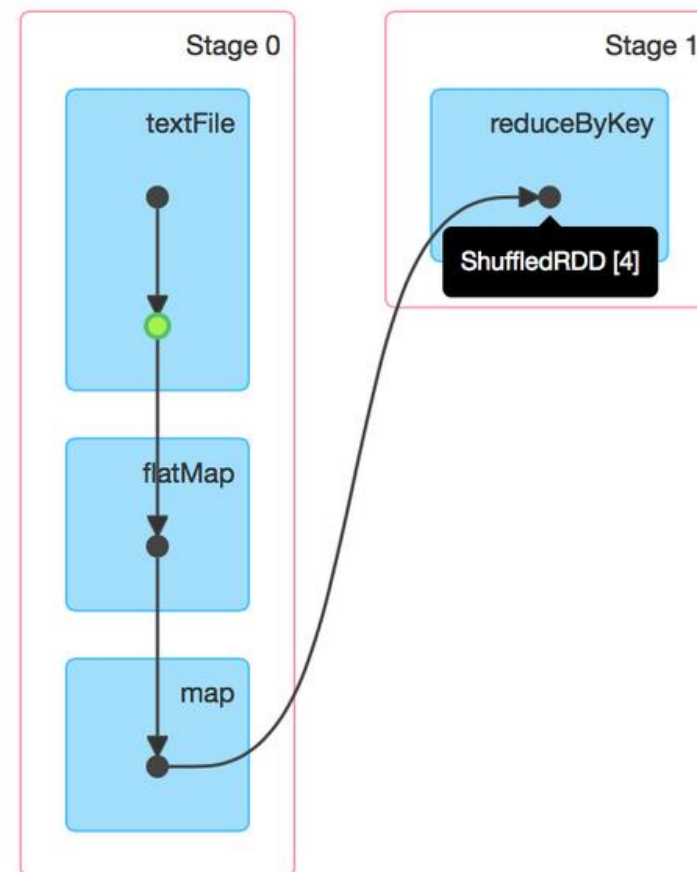 Stage 0
textFile
flatMap
map
Stage 1
reduceByKey
ShuffledRDD [4]